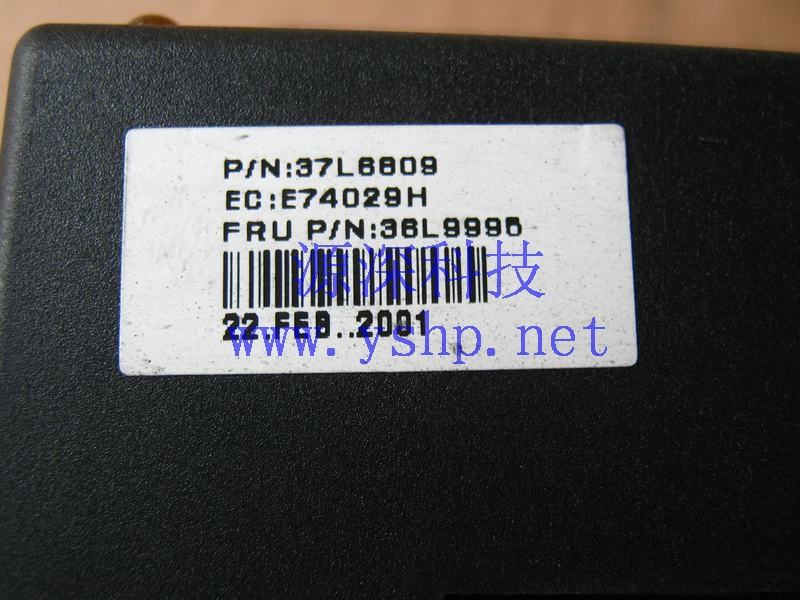 P/N:37L6809
EC:E74029H
FRU P/N:36L9995
源深科技
22.FEB..2001
www.yshp.net